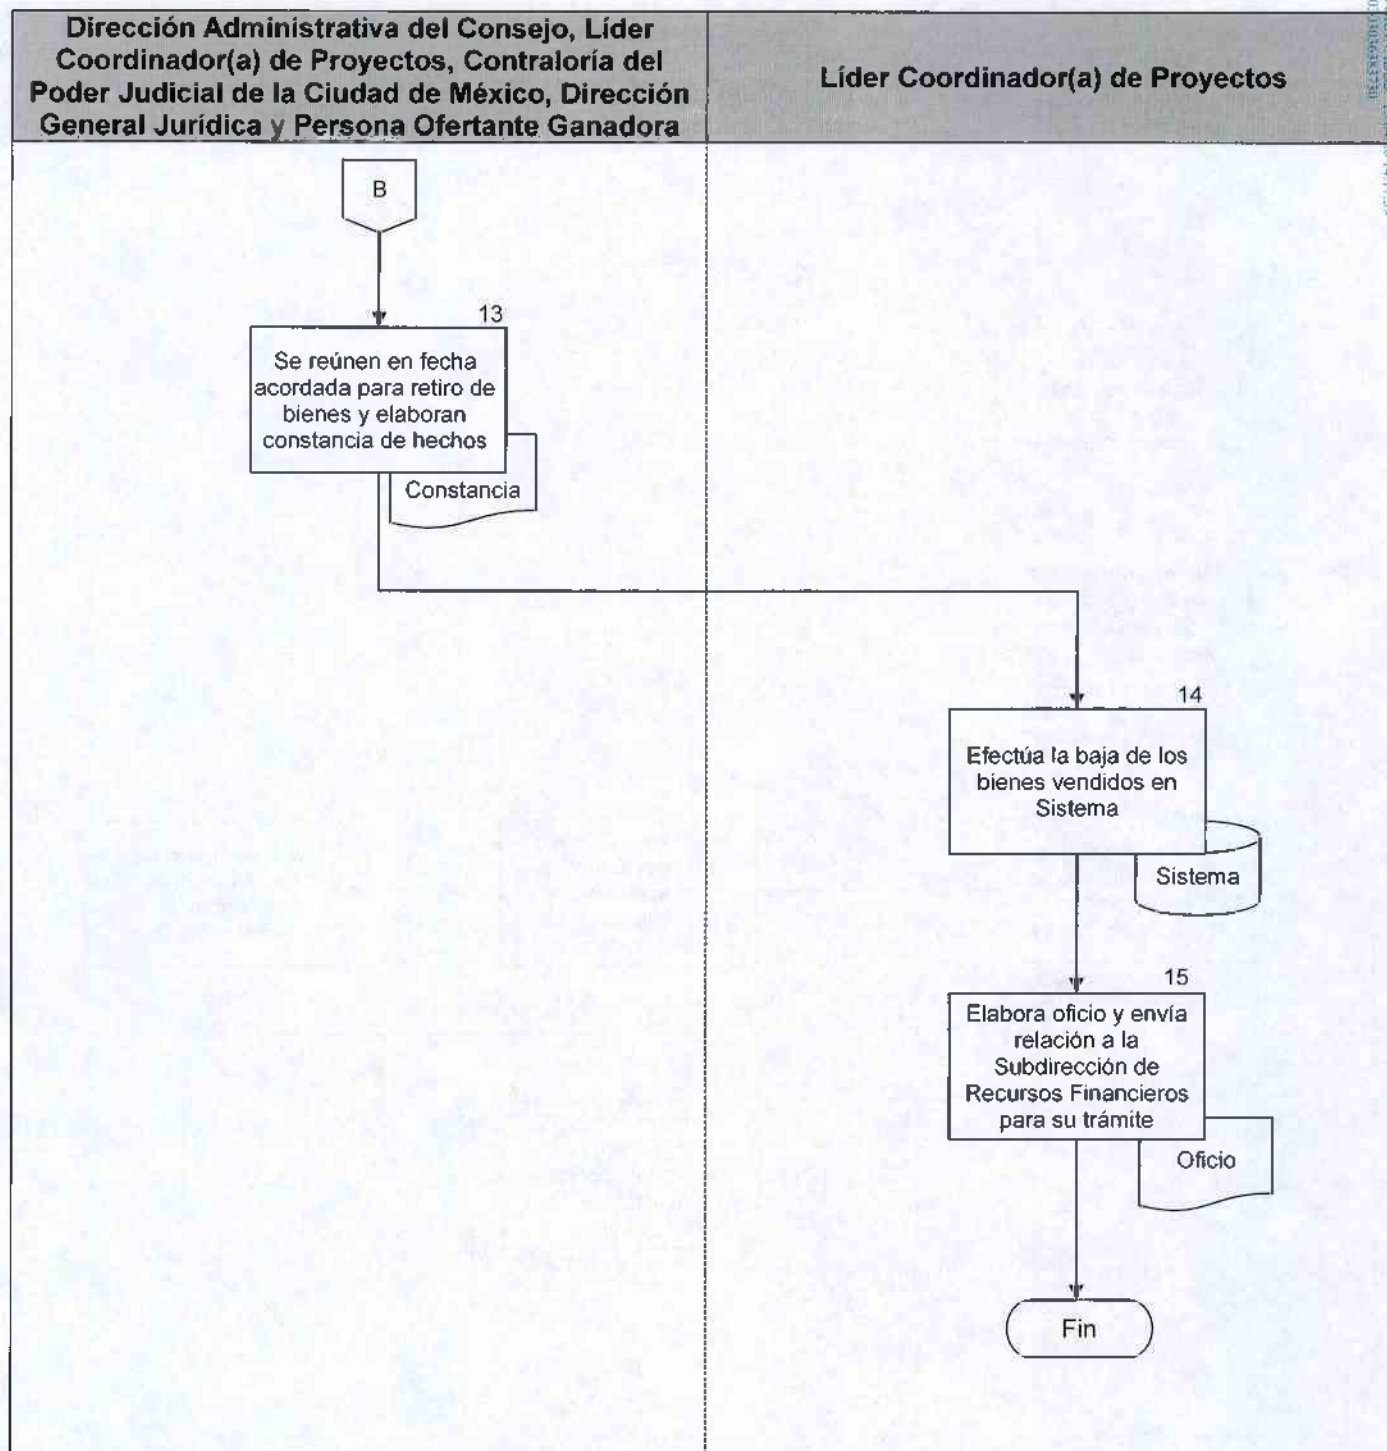 Dirección Administrativa del Consejo, Líder
Coordinador(a) de Proyectos, Contraloría del
Poder Judicial de la Ciudad de México, Dirección
General Jurídica y Persona Ofertante Ganadora
Líder Coordinador(a) de Proyectos
B
13
Se reúnen en fecha
acordada para retiro de
bienes y elaboran
constancia de hechos
Constancia
14
Efectúa la baja de los
bienes vendidos en
Sistema
Sistema
15
Elabora oficio y envía
relación a la
Subdirección de
Recursos Financieros
para su trámite
Oficio
Fin